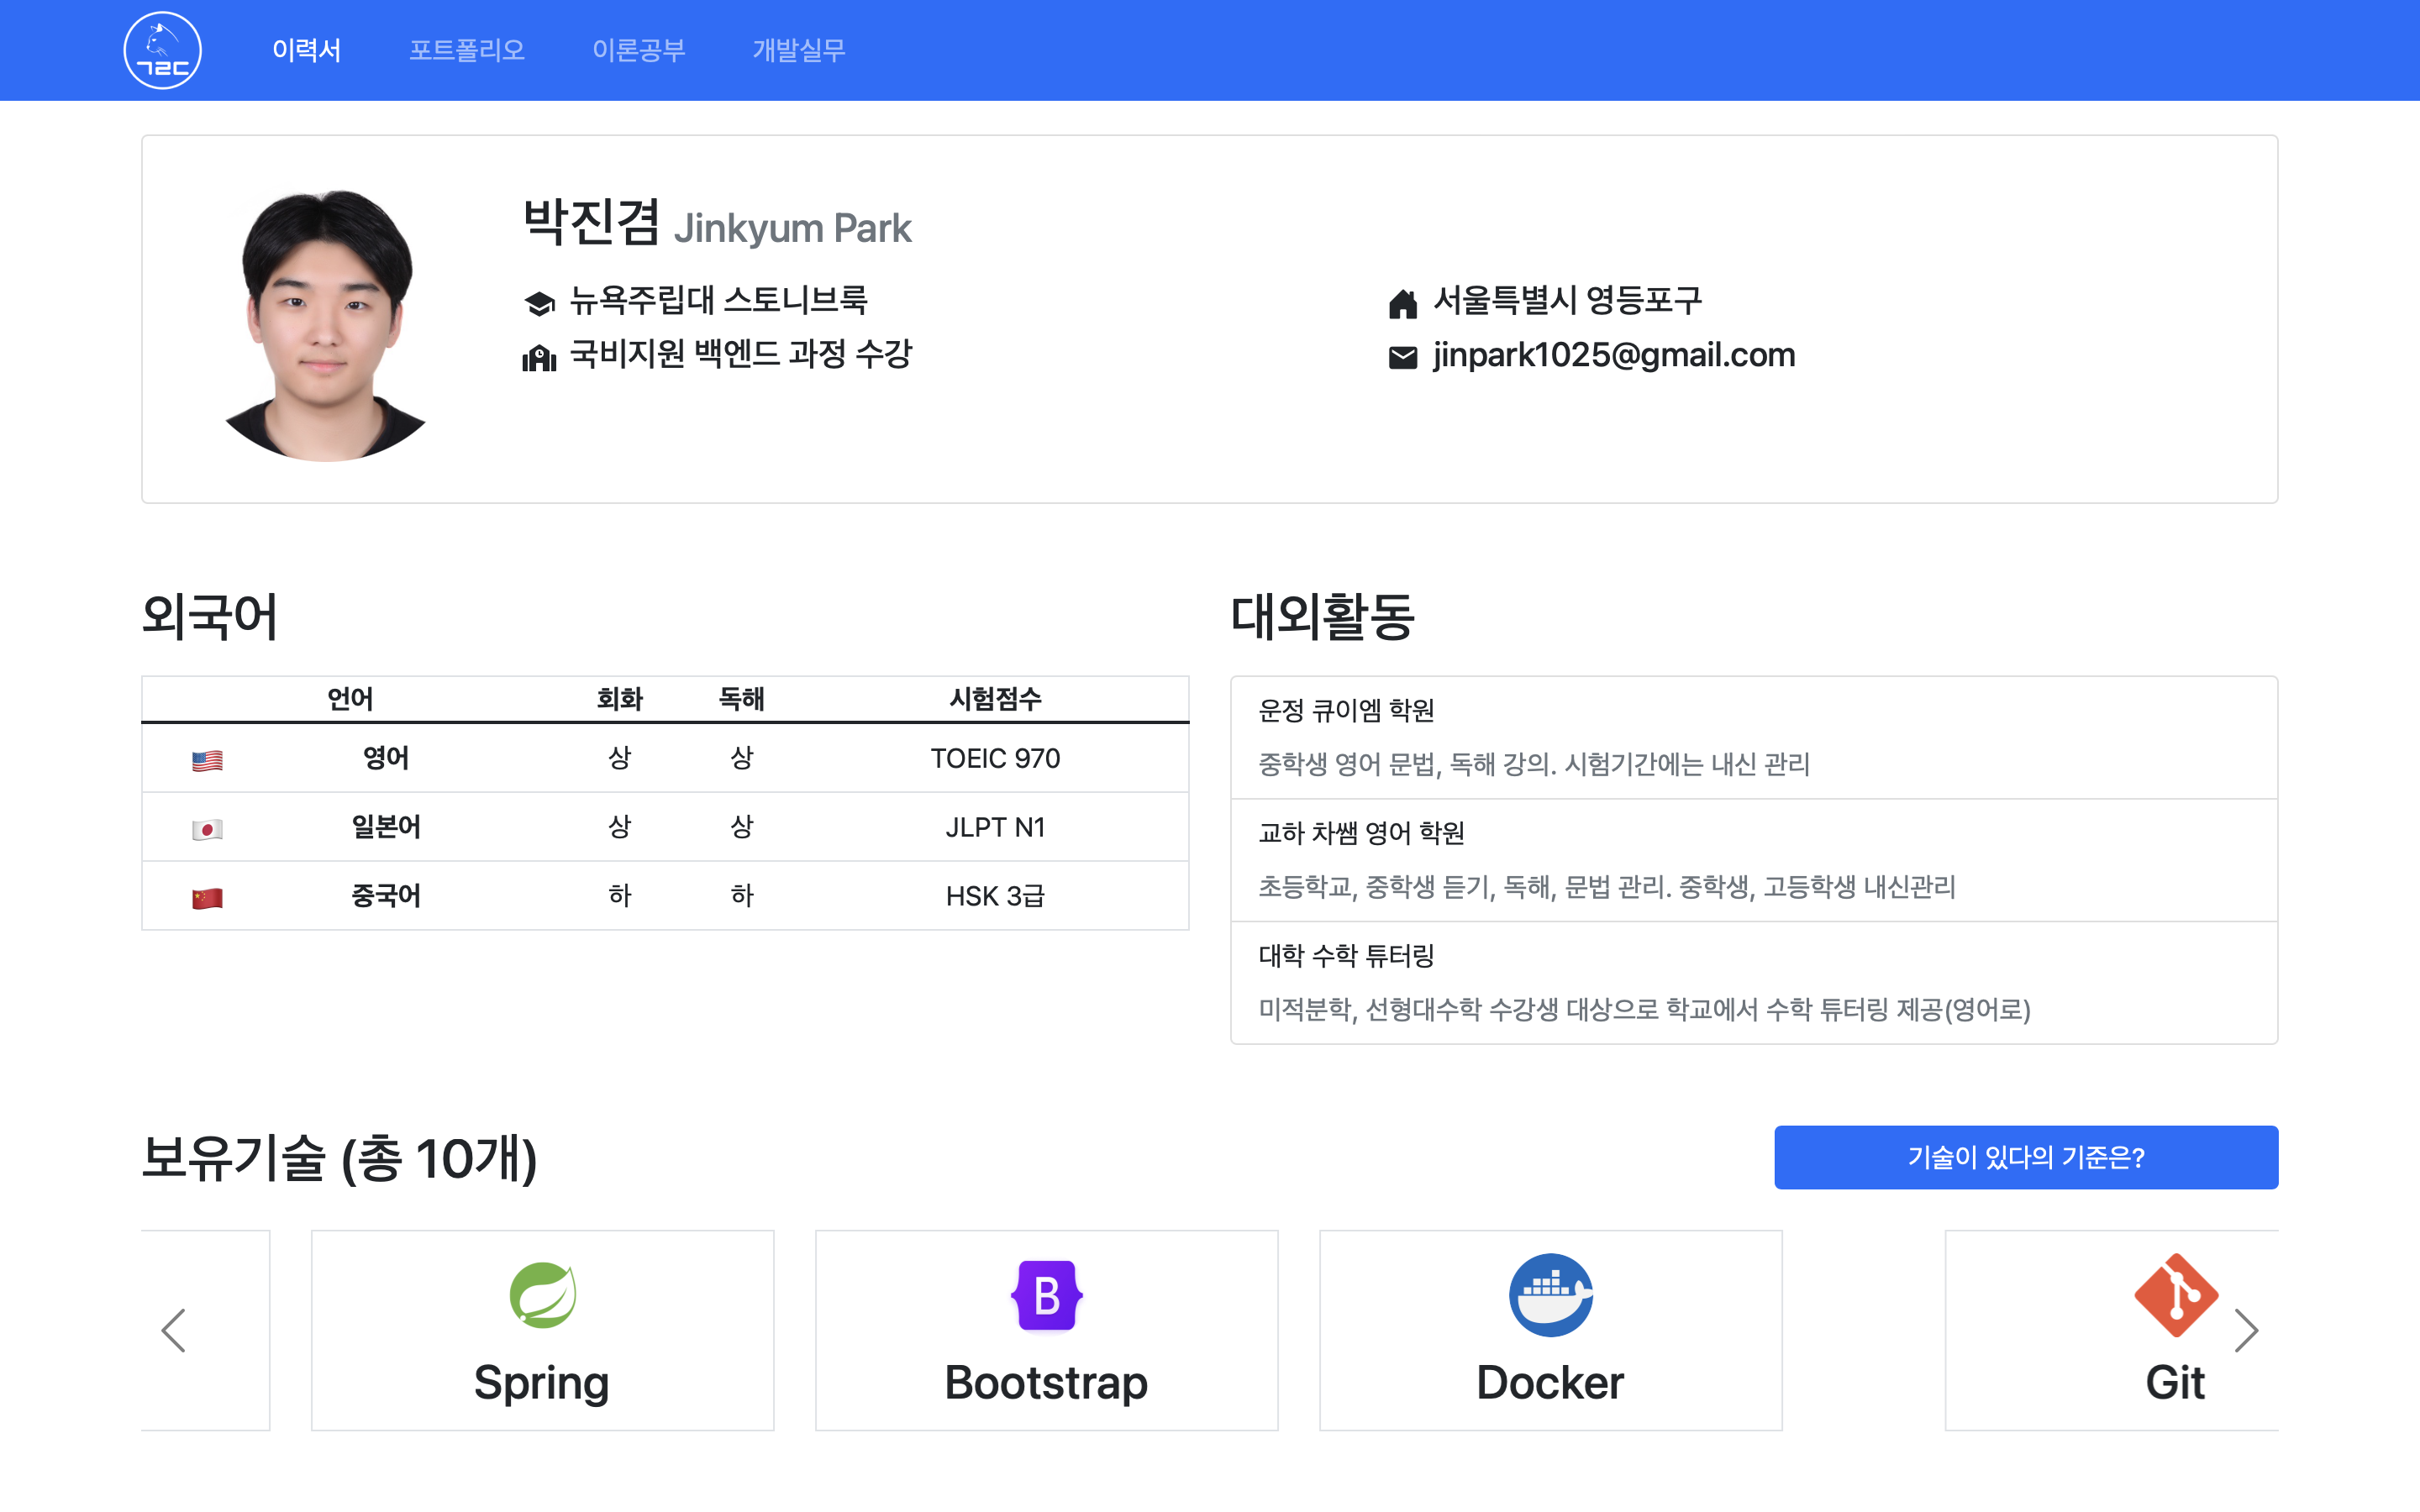 ㄱㄹㄷ
이력서 포트폴리오 이론공부 개발실무
박진겸 Jinkyum Park
뉴욕주립대 스토니브룩
국비지원 백엔드 과정 수강
서울특별시 영등포구
jinpark1025@gmail.com
외국어
언어 회화 독해 시험점수
영어 상 상 TOEIC 970
일본어 상 상 JLPT N1
중국어 하 하 HSK 3급
대외활동
운정 큐이엠 학원
중학생 영어 문법, 독해 강의. 시험기간에는 내신 관리
교하 차쌤 영어 학원
초등학교, 중학생 듣기, 독해, 문법 관리. 중학생, 고등학생 내신관리
대학 수학 튜터링
미적분학, 선형대수학 수강생 대상으로 학교에서 수학 튜터링 제공(영어로)
보유기술 (총 10개)
기술이 있다의 기준은?
B
Spring
Bootstrap
Docker
Git